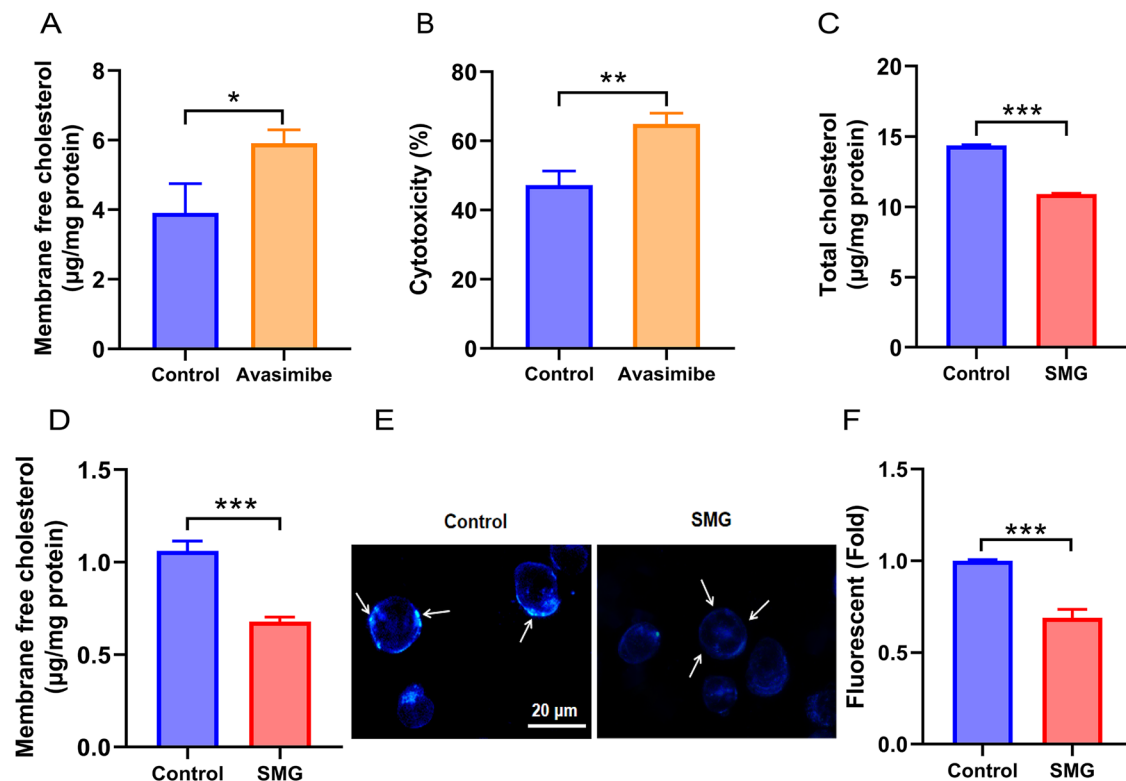 A
Membrane free cholesterol
(μg/mg protein)
8
6
4
2
0
*
Control
Avasimibe
B
Cytotoxicity (%)
80
60
40
20
0
**
Control
Avasimibe
C
Total cholesterol
(μg/mg protein)
20
15
10
5
0
***
Control
SMG
D
Membrane free cholesterol
(μg/mg protein)
1.5
1.0
0.5
0.0
***
Control
SMG
E
Control
SMG
20 μm
F
Fluorescent (Fold)
1.5
1.0
0.5
0.0
***
Control
SMG